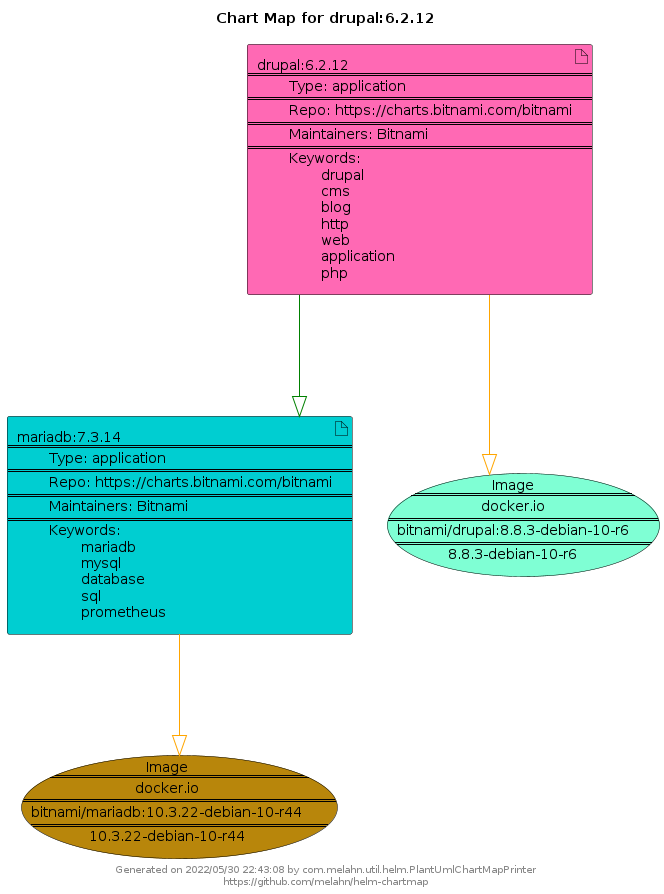 Chart Map for drupal:6.2.12
drupal:6.2.12
Type: application
Repo: https://charts.bitnami.com/bitnami
Maintainers: Bitnami
Keywords:
drupal
cms
blog
http
web
application
php
mariadb:7.3.14
Type: application
Repo: https://charts.bitnami.com/bitnami
Maintainers: Bitnami
Keywords:
mariadb
mysql
database
sql
prometheus
Image
docker.io
bitnami/drupal:8.8.3-debian-10-r6
8.8.3-debian-10-r6
Image
docker.io
bitnami/mariadb:10.3.22-debian-10-r44
10.3.22-debian-10-r44
Generated on 2022/05/30 22:43:08 by com.melahn.util.helm.PlantUmlChartMapPrinter
https://github.com/melahn/helm-chartmap